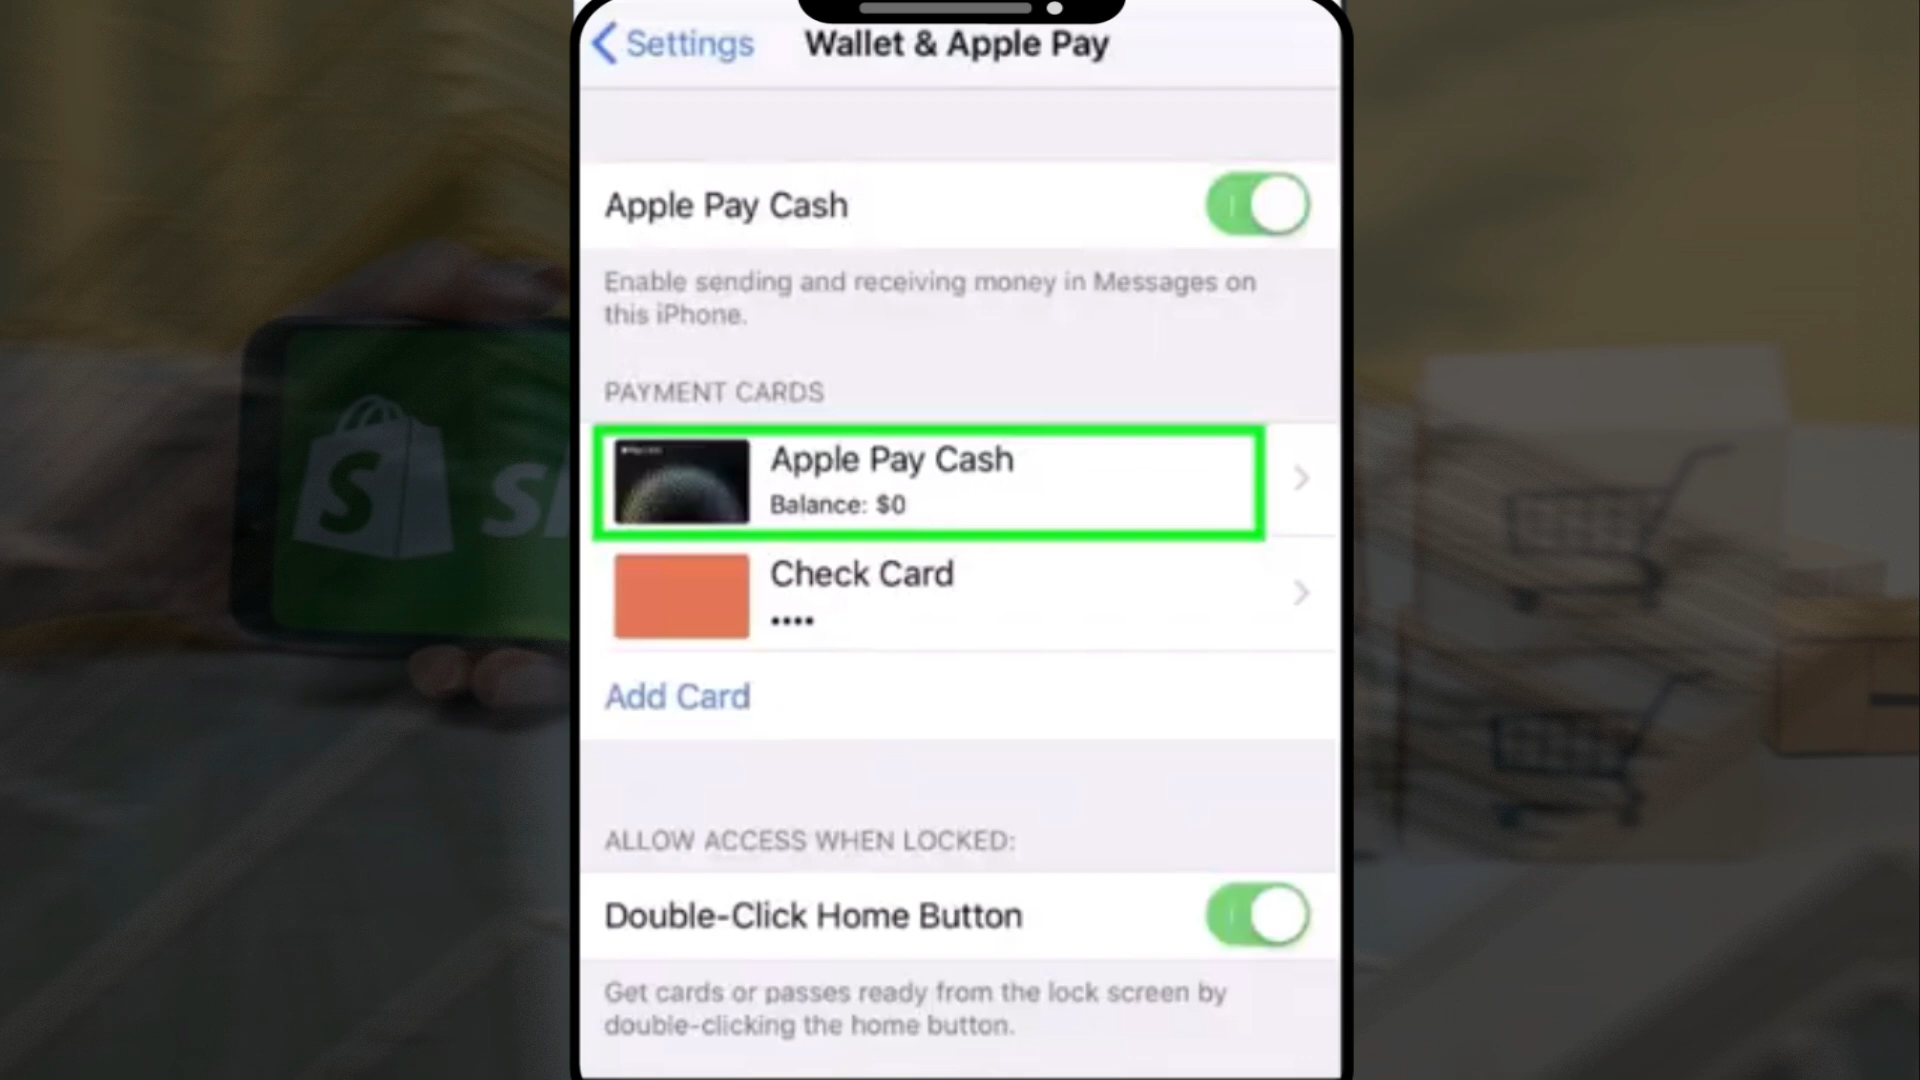 Settings
Wallet & Apple Pay
Apple Pay Cash
Enable sending and receiving money in Messages on
this iPhone.
PAYMENT CARDS
Apple Pay Cash
Balance: $0
Check Card
••••
Add Card
ALLOW ACCESS WHEN LOCKED:
Double-Click Home Button
Get cards or passes ready from the lock screen by
double-clicking the home button.
S